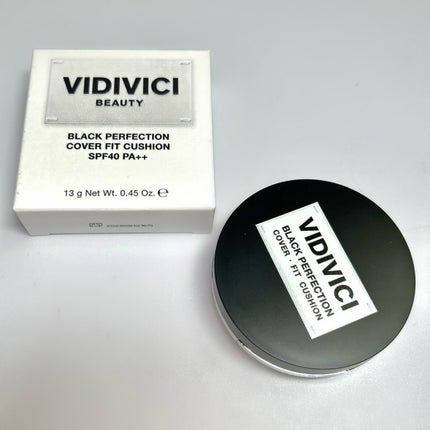 VIDIVICI
BEAUTY
BLACK PERFECTION
COVER FIT CUSHION
SPF40 PA++
13 g Net Wt. 0.45 Oz. ℮
VIDIVICI
BLACK PERFECTION
COVER · FIT CUSHION